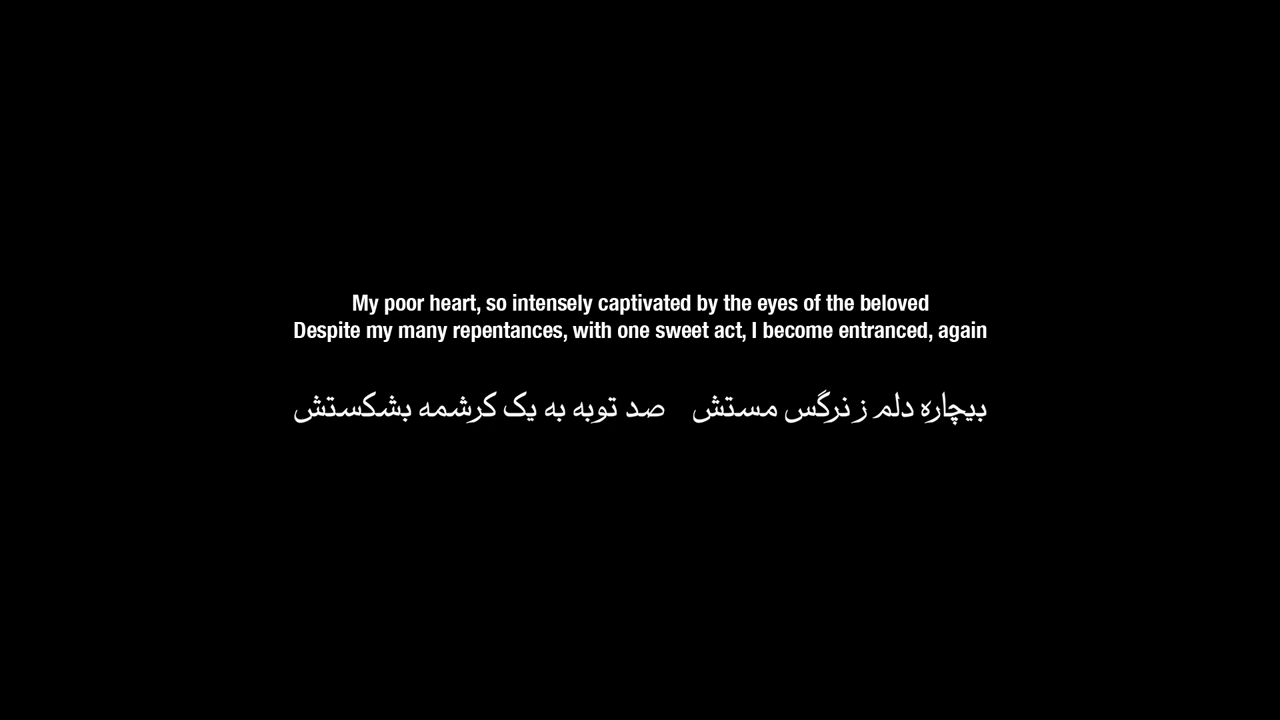 My poor heart, so intensely captivated by the eyes of the beloved
Despite my many repentances, with one sweet act, I become entranced, again
بیچاره دلم ز نرگس مستش    صد توبه به یک کرشمه بشکستش